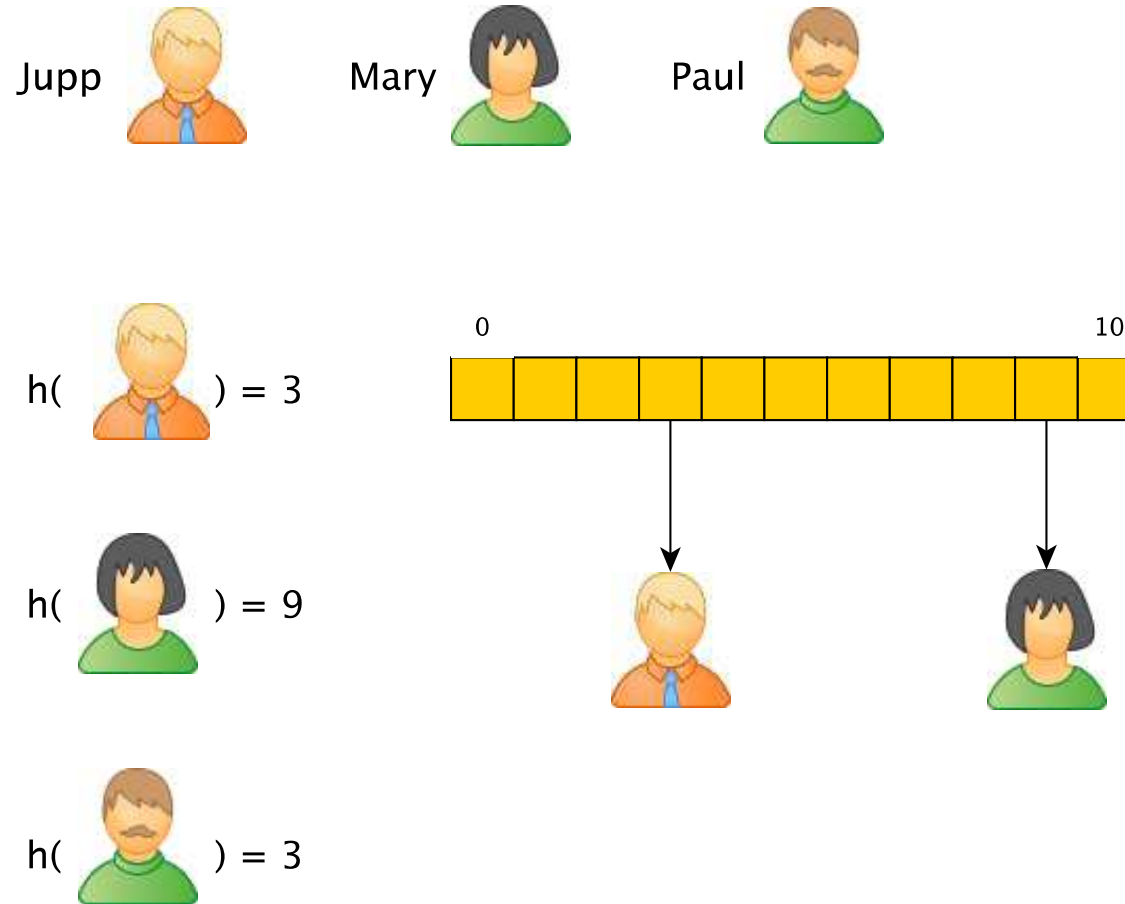 Jupp Mary Paul
0 10
h( ) = 3
h( ) = 9
h( ) = 3